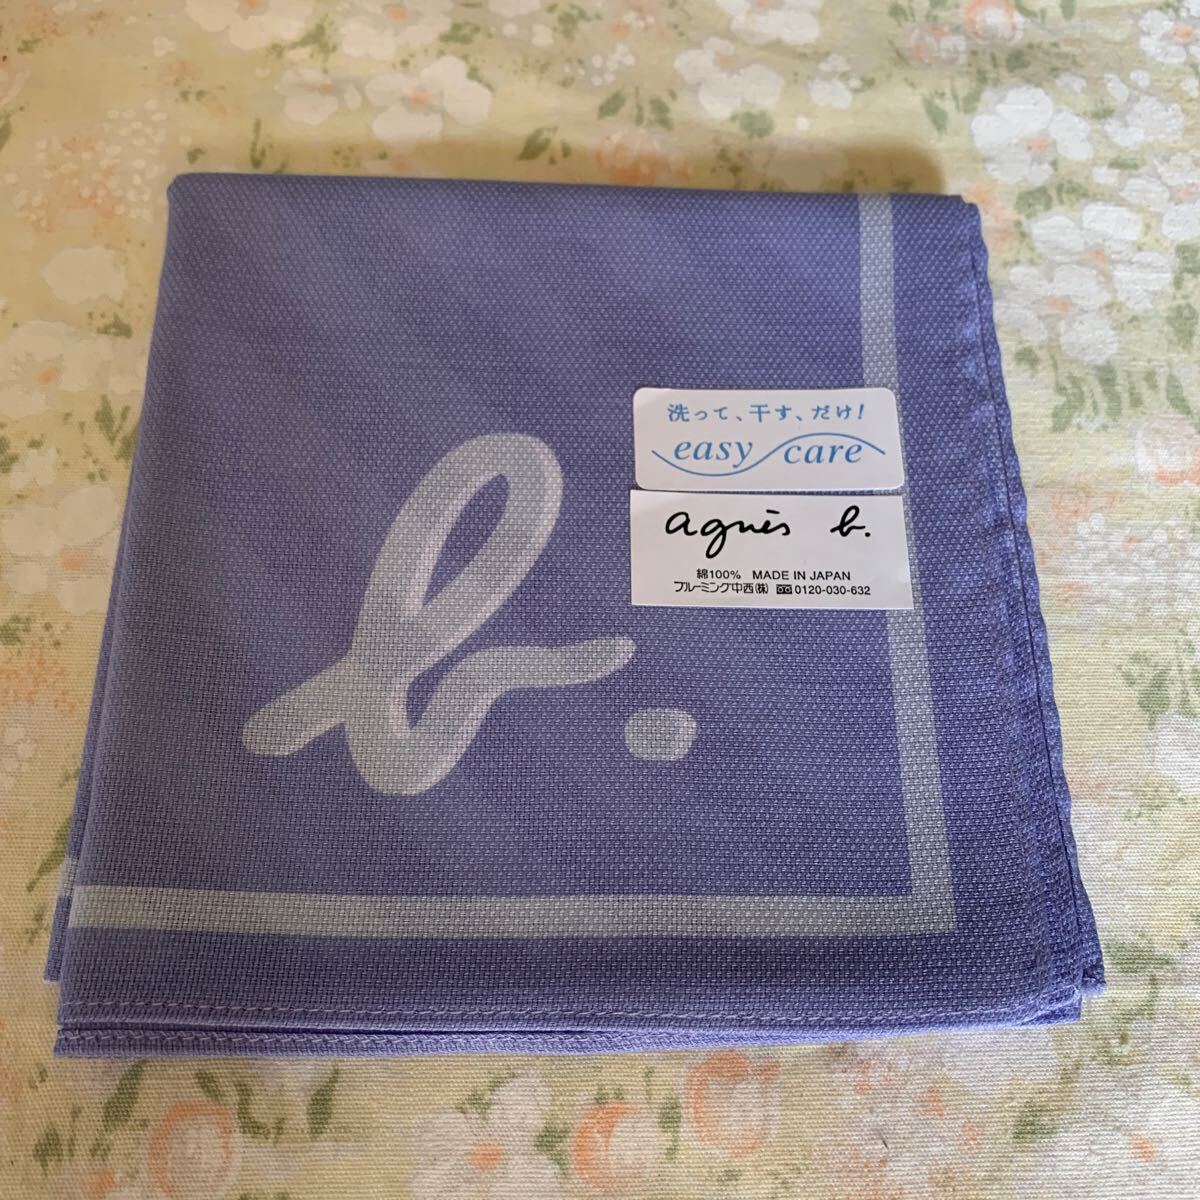 洗って、干す、だけ!
easy care
agnès b.
綿100% MADE IN JAPAN
ブルーミング中西(株) 0120-030-632
b.